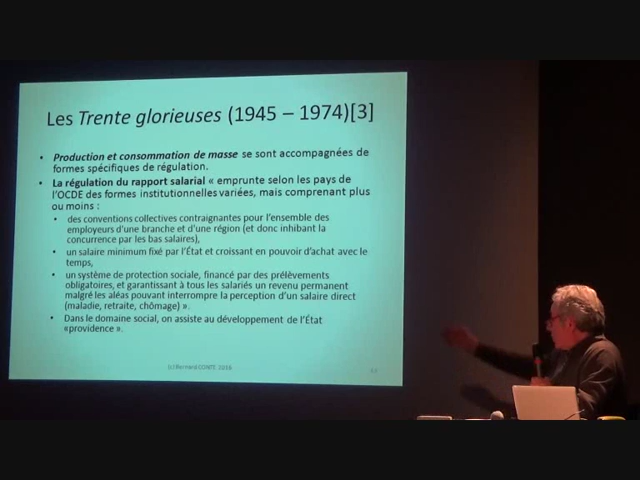 Les Trente glorieuses (1945 – 1974)[3]
• Production et consommation de masse se sont accompagnées de
formes spécifiques de régulation.
• La régulation du rapport salarial « emprunte selon les pays de
l'OCDE des formes institutionnelles variées, mais comprenant plus
ou moins :
• des conventions collectives contraignantes pour l'ensemble des
employeurs d'une branche et d'une région (et donc inhibant la
concurrence par les bas salaires),
• un salaire minimum fixé par l'État et croissant en pouvoir d'achat avec le
temps,
• un système de protection sociale, financé par des prélèvements
obligatoires, et garantissant à tous les salariés un revenu permanent
malgré les aléas pouvant interrompre la perception d'un salaire direct
(maladie, retraite, chômage) ».
• Dans le domaine social, on assiste au développement de l'État
«providence ».
(c) Bernard CONTE 2016